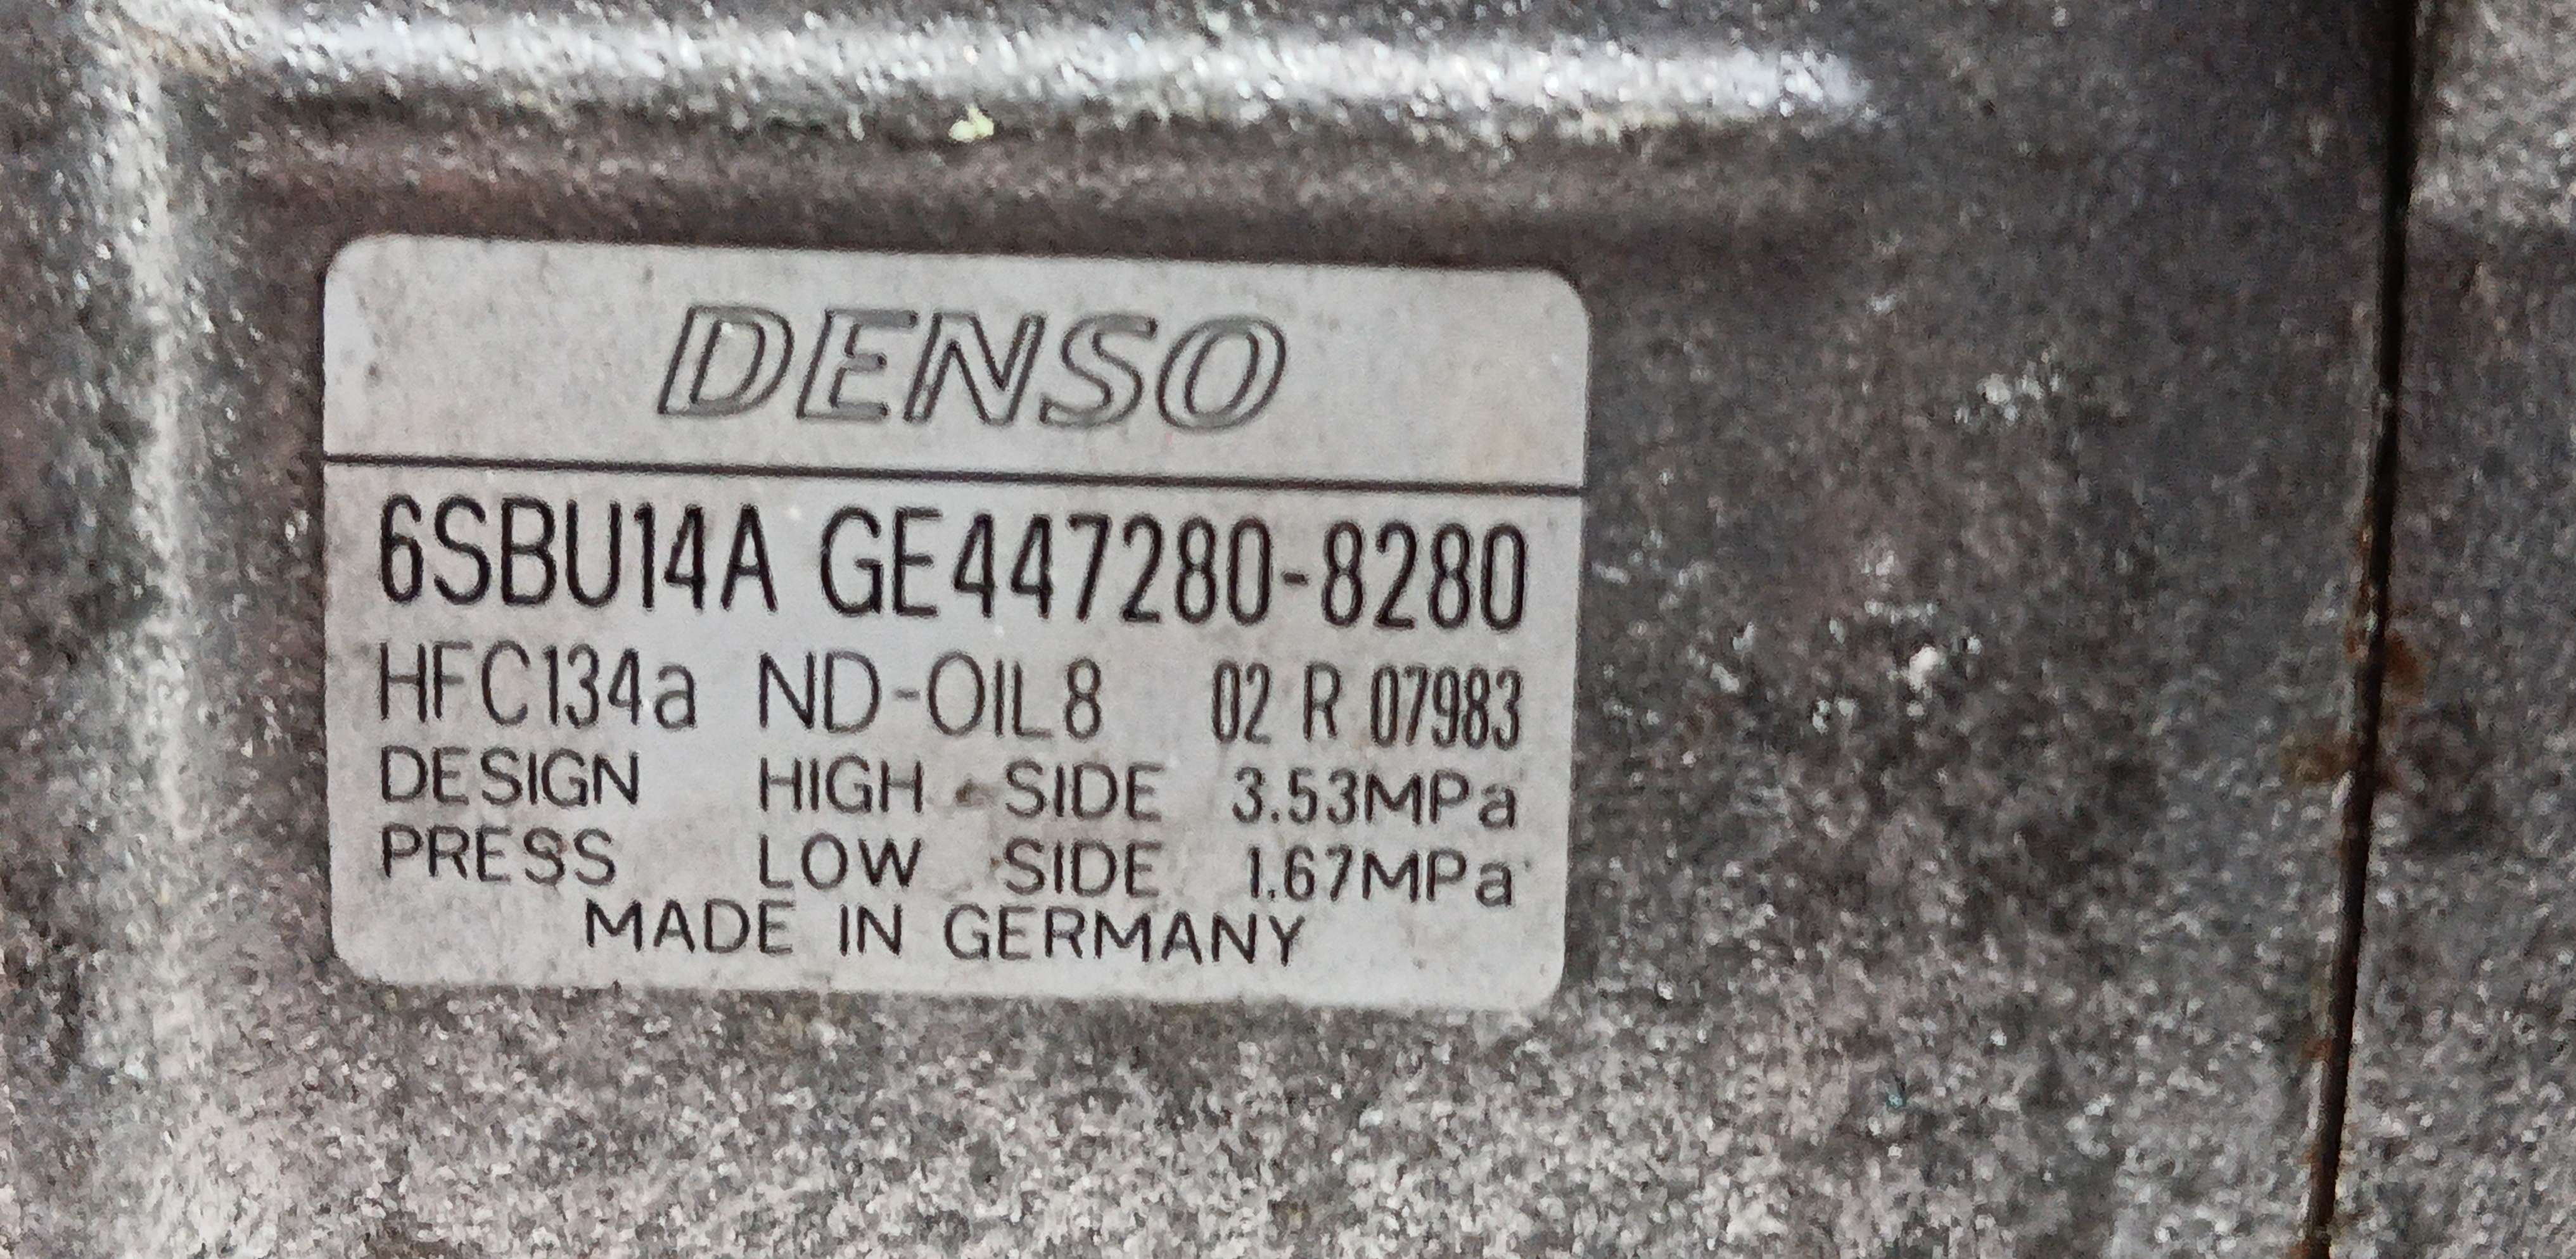 DENSO
6SBU14A GE447280-8280
HFC134a ND-OIL8 02 R 07983
DESIGN HIGH SIDE 3.53MPa
PRESS LOW SIDE 1.67MPa
MADE IN GERMANY